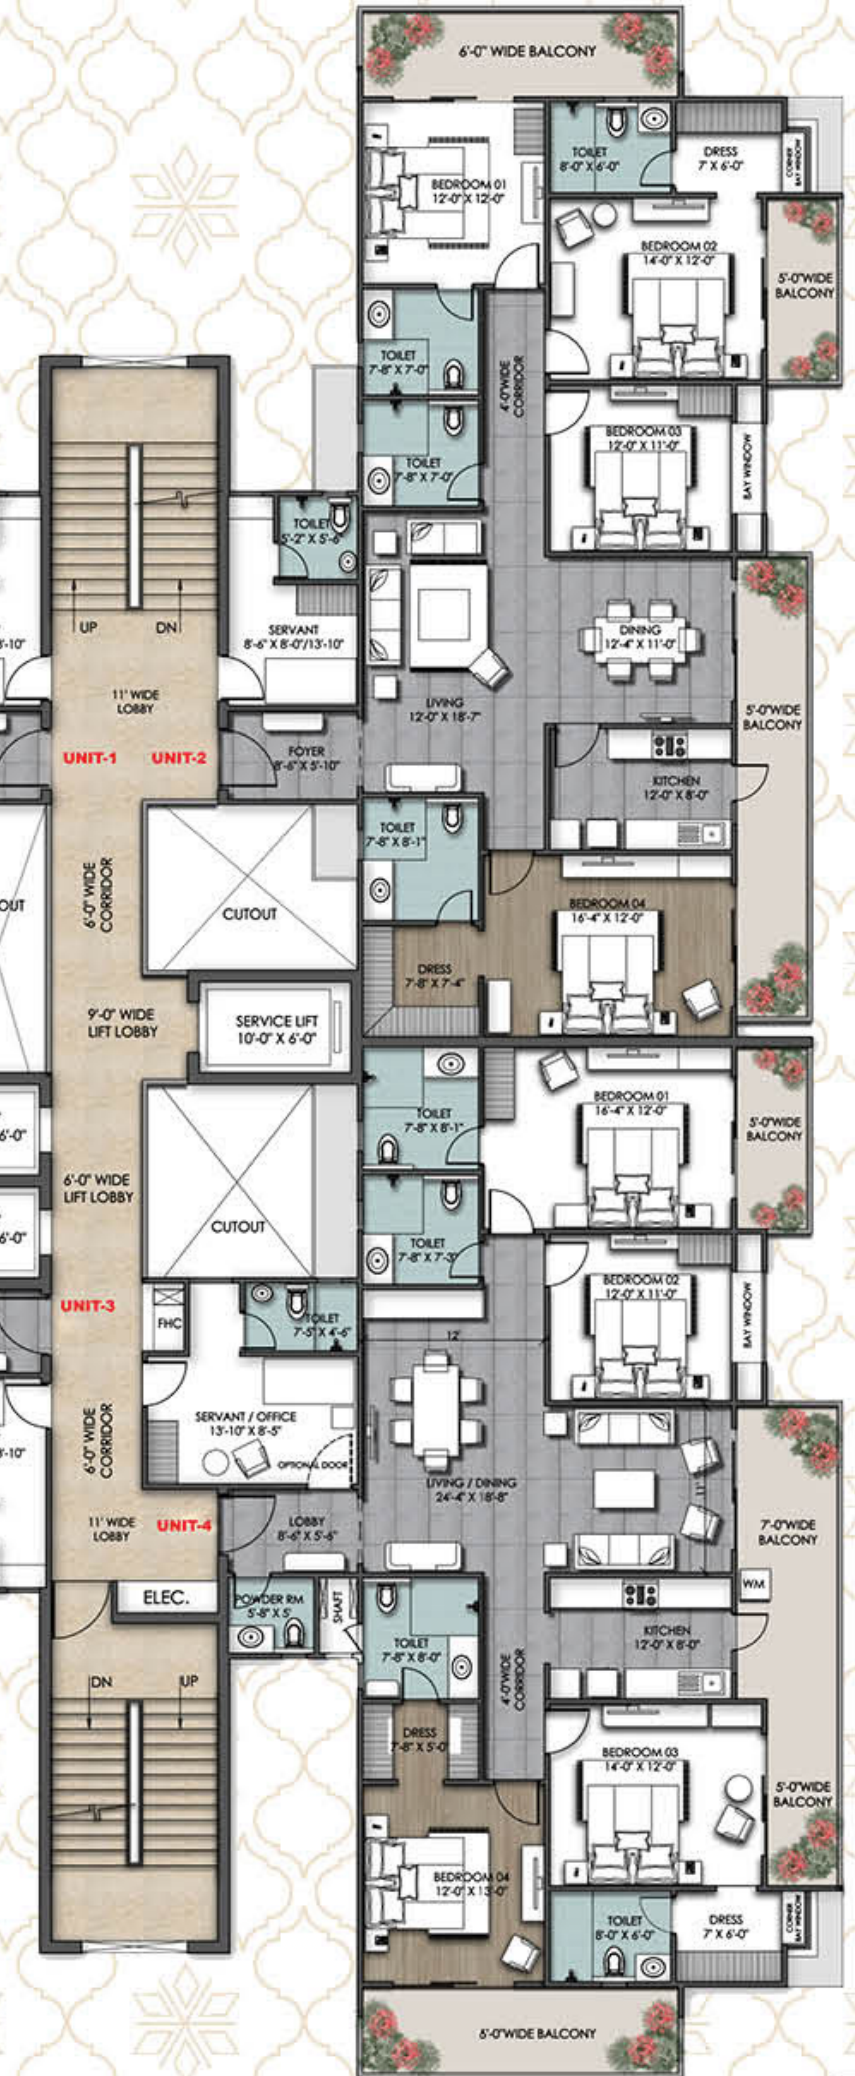 6'-0" WIDE BALCONY
BEDROOM 01
12'-0" X 12'-0"
TOILET
8'-0" X 6'-0"
DRESS
7' X 6'-0"
CORNER
BAY WINDOW
BEDROOM 02
14'-0" X 12'-0"
5'-0"WIDE
BALCONY
TOILET
7'-8" X 7'-0"
4'-0"WIDE
CORRIDOR
TOILET
7'-8" X 7'-0"
BEDROOM 03
12'-0" X 11'-0"
BAY WINDOW
TOILET
5'-2" X 5'-6"
UP
DN
SERVANT
8'-6" X 8'-0"/13'-10"
DINING
12'-4" X 11'-0"
11' WIDE
LOBBY
LIVING
12'-0" X 18'-7"
5'-0"WIDE
BALCONY
UNIT-1
UNIT-2
FOYER
8'-6" X 5'-10"
KITCHEN
12'-0" X 8'-0"
6'-0" WIDE
CORRIDOR
CUTOUT
TOILET
7'-8" X 8'-1"
BEDROOM 04
16'-4" X 12'-0"
DRESS
7'-8" X 7'-4"
9'-0" WIDE
LIFT LOBBY
SERVICE LIFT
10'-0" X 6'-0"
TOILET
7'-8" X 8'-1"
BEDROOM 01
16'-4" X 12'-0"
5'-0"WIDE
BALCONY
6'-0"
6'-0" WIDE
LIFT LOBBY
CUTOUT
6'-0"
TOILET
7'-8" X 7'-3"
BEDROOM 02
12'-0" X 11'-0"
BAY WINDOW
UNIT-3
FHC
TOILET
7'-5" X 4'-6"
12'
6'-0" WIDE
CORRIDOR
SERVANT / OFFICE
13'-10" X 8'-5"
OPTIONAL DOOR
LIVING / DINING
24'-4" X 18'-8"
11'
7'-0"WIDE
BALCONY
11' WIDE
LOBBY
UNIT-4
LOBBY
8'-6" X 5'-6"
ELEC.
POWDER RM
5'-8" X 5'
SHAFT
W.M.
TOILET
7'-8" X 8'-0"
4'-0"WIDE
CORRIDOR
KITCHEN
12'-0" X 8'-0"
DN
UP
DRESS
7'-8" X 5'-0"
BEDROOM 03
14'-0" X 12'-0"
5'-0"WIDE
BALCONY
BEDROOM 04
12'-0" X 13'-0"
TOILET
8'-0" X 6'-0"
DRESS
7' X 6'-0"
CORNER
BAY WINDOW
6'-0"WIDE BALCONY